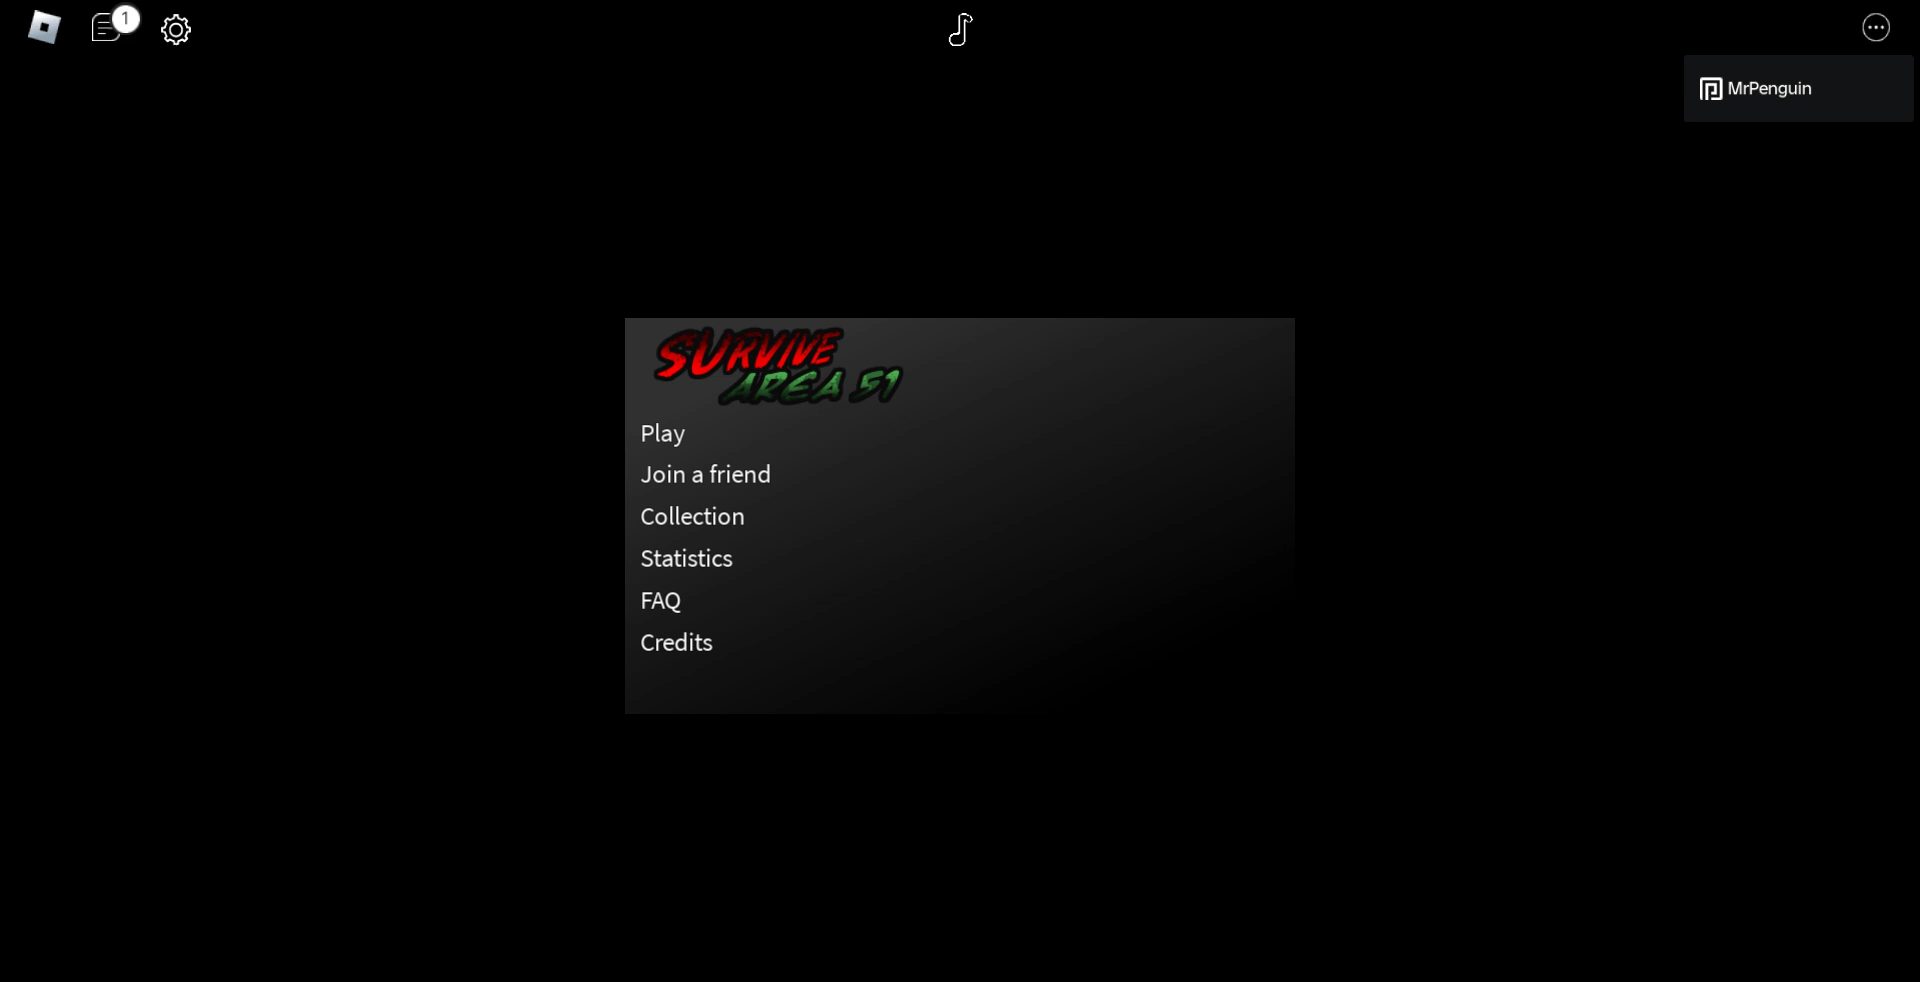 1
MrPenguin
SURVIVE
AREA 51
Play
Join a friend
Collection
Statistics
FAQ
Credits